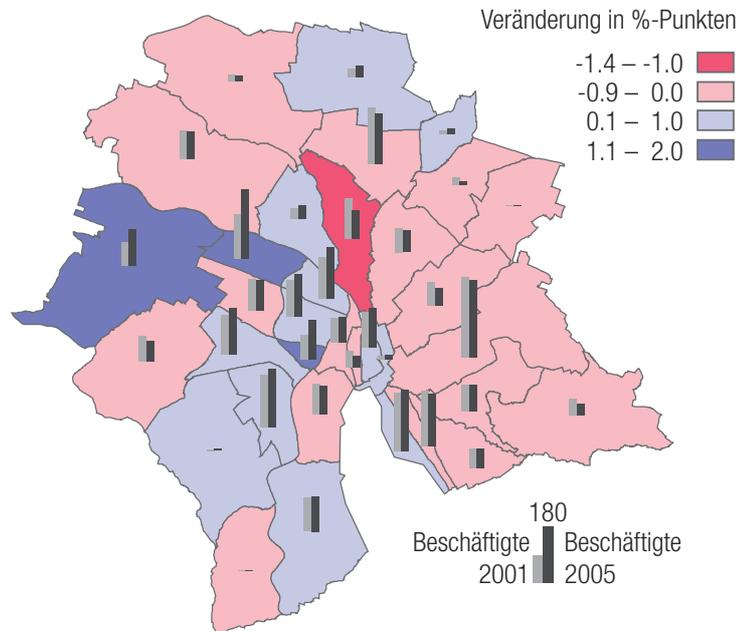 Veränderung in %-Punkten
-1.4 – -1.0
-0.9 – 0.0
0.1 – 1.0
1.1 – 2.0
180
Beschäftigte Beschäftigte
2001 2005